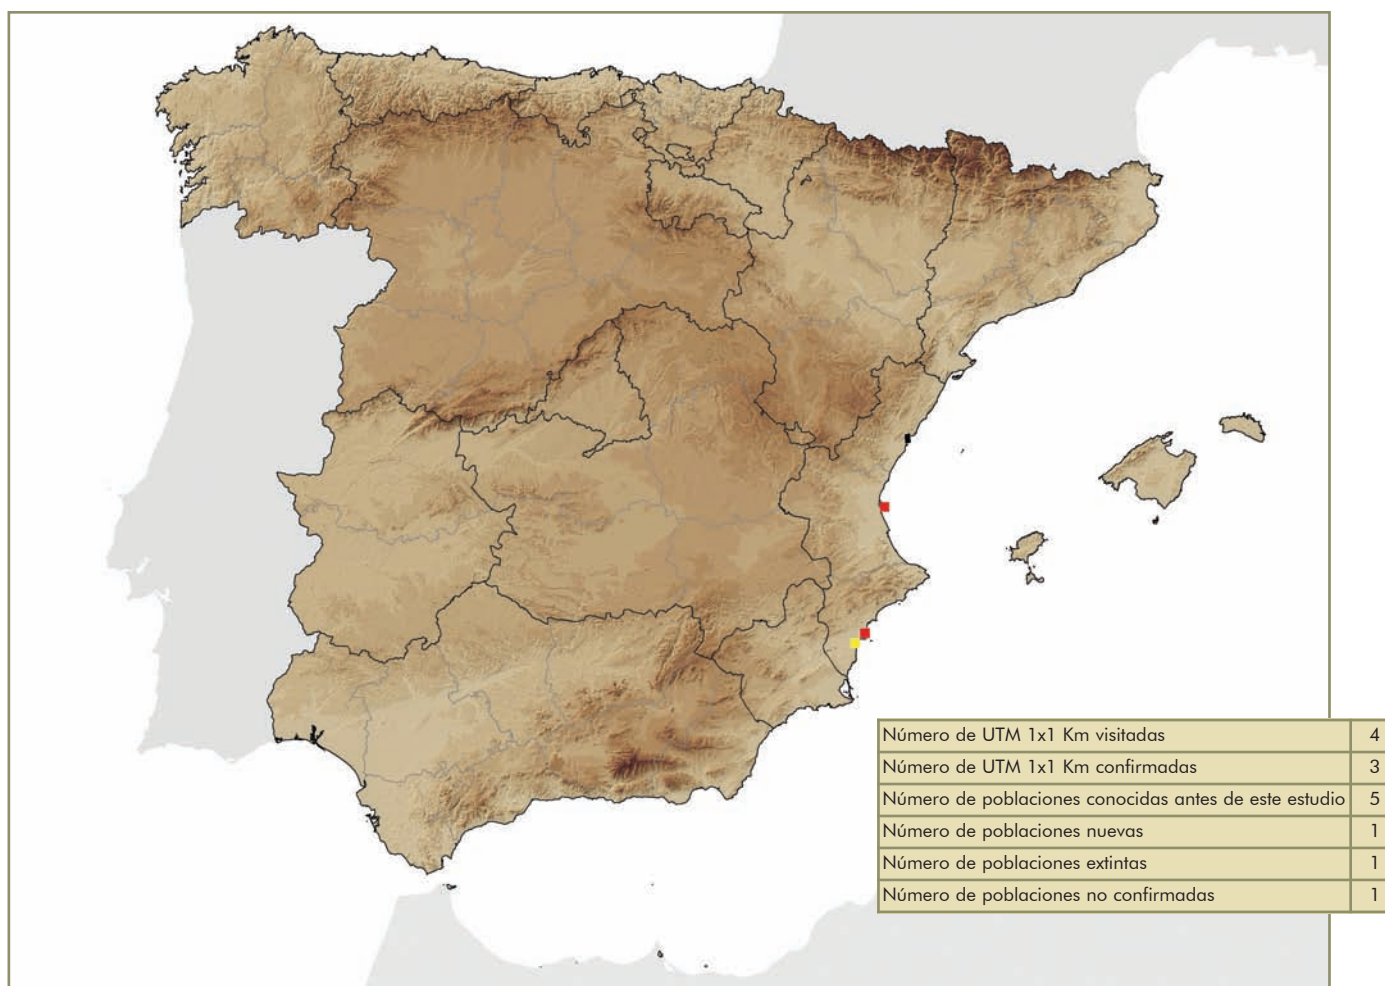 Número de UTM 1x1 Km visitadas 4
Número de UTM 1x1 Km confirmadas 3
Número de poblaciones conocidas antes de este estudio 5
Número de poblaciones nuevas 1
Número de poblaciones extintas 1
Número de poblaciones no confirmadas 1